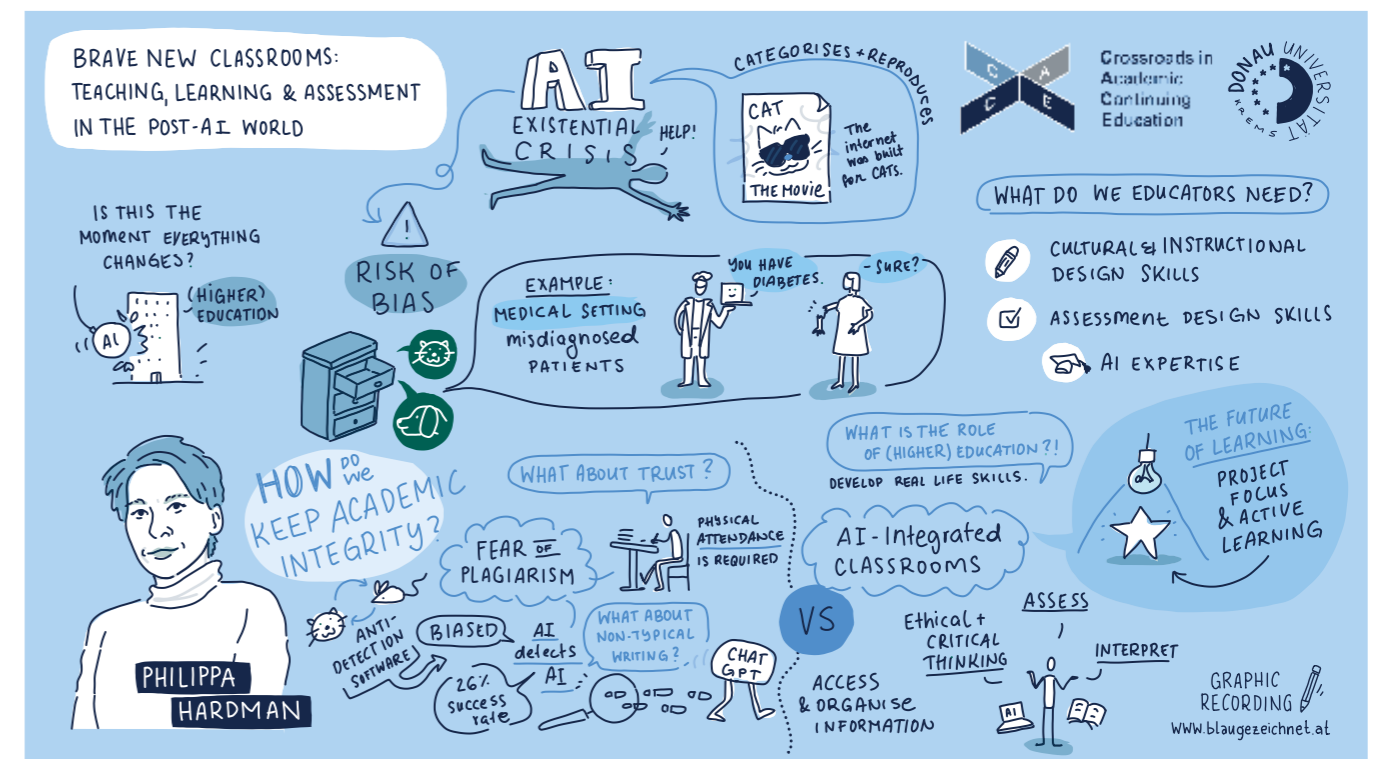 BRAVE NEW CLASSROOMS:
TEACHING, LEARNING & ASSESSMENT
IN THE POST-AI WORLD
AI
EXISTENTIAL
CRISIS
HELP!
CATEGORISES + REPRODUCES
CAT
THE MOVIE
The
internet
was built
for CATS.
C A
C E
Crossroads in
Academic
Continuing
Education
DONAU UNIVERSITÄT
KREMS
IS THIS THE
MOMENT EVERYTHING
CHANGES?
(HIGHER)
EDUCATION
AI
RISK OF
BIAS
EXAMPLE:
MEDICAL SETTING
misdiagnosed
PATIENTS
YOU HAVE
DIABETES.
- SURE?
WHAT DO WE EDUCATORS NEED?
CULTURAL & INSTRUCTIONAL
DESIGN SKILLS
ASSESSMENT DESIGN SKILLS
AI EXPERTISE
PHILIPPA
HARDMAN
HOW DO WE
KEEP ACADEMIC
INTEGRITY?
ANTI-
DETECTION
SOFTWARE
BIASED
26%
success
rate
AI
detects
AI
WHAT ABOUT TRUST?
FEAR OF
PLAGIARISM
PHYSICAL
ATTENDANCE
IS REQUIRED
WHAT ABOUT
NON-TYPICAL
WRITING?
CHAT
GPT
VS
WHAT IS THE ROLE
OF (HIGHER) EDUCATION?!
DEVELOP REAL LIFE SKILLS.
AI-Integrated
CLASSROOMS
THE FUTURE
OF LEARNING:
PROJECT
FOCUS
& ACTIVE
LEARNING
Ethical +
CRITICAL
THINKING
ASSESS
INTERPRET
ACCESS
& ORGANISE
INFORMATION
AI
GRAPHIC
RECORDING
www.blaugezeichnet.at